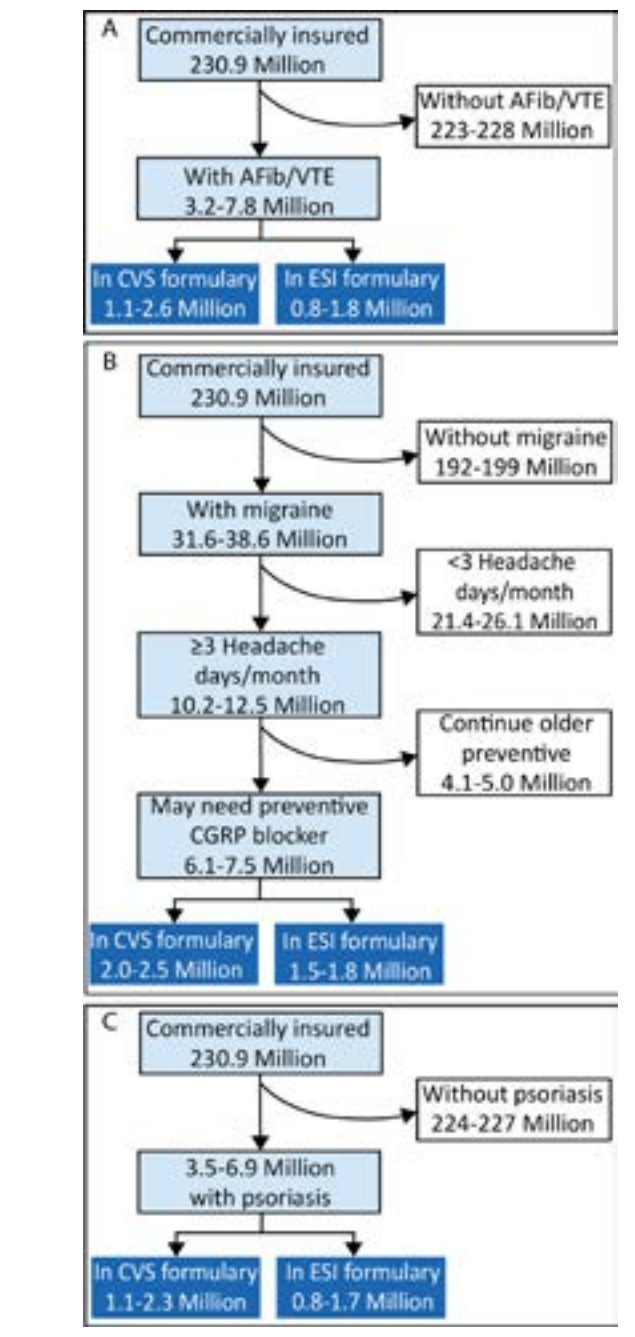 A
Commercially insured
230.9 Million
Without AFib/VTE
223-228 Million
With AFib/VTE
3.2-7.8 Million
In CVS formulary
1.1-2.6 Million
In ESI formulary
0.8-1.8 Million
B
Commercially insured
230.9 Million
Without migraine
192-199 Million
With migraine
31.6-38.6 Million
<3 Headache
days/month
21.4-26.1 Million
≥3 Headache
days/month
10.2-12.5 Million
Continue older
preventive
4.1-5.0 Million
May need preventive
CGRP blocker
6.1-7.5 Million
In CVS formulary
2.0-2.5 Million
In ESI formulary
1.5-1.8 Million
C
Commercially insured
230.9 Million
Without psoriasis
224-227 Million
3.5-6.9 Million
with psoriasis
In CVS formulary
1.1-2.3 Million
In ESI formulary
0.8-1.7 Million